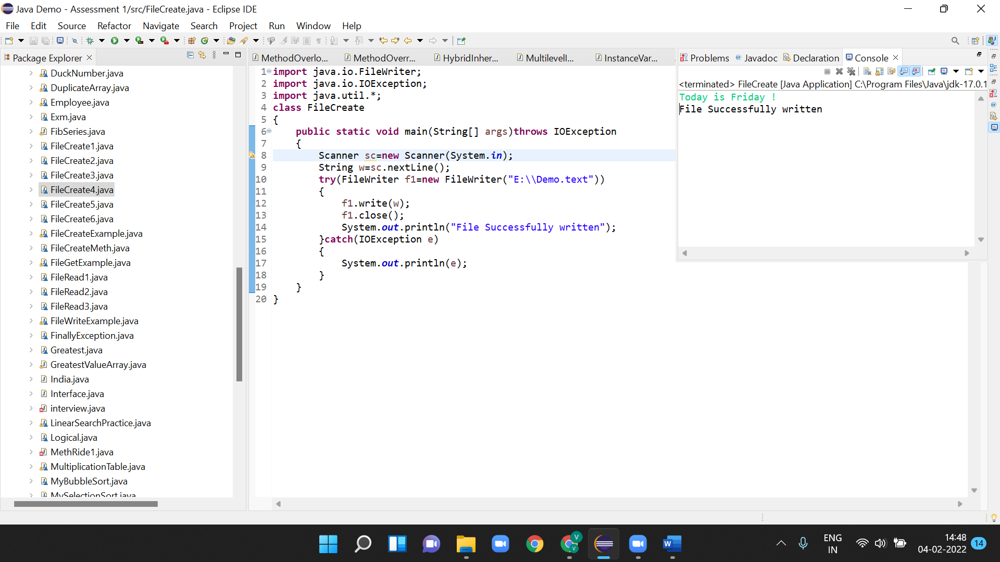 Java Demo - Assessment 1/src/FileCreate.java - Eclipse IDE
File Edit Source Refactor Navigate Search Project Run Window Help
Package Explorer
DuckNumber.java
DuplicateArray.java
Employee.java
Exm.java
FibSeries.java
FileCreate1.java
FileCreate2.java
FileCreate3.java
FileCreate4.java
FileCreate5.java
FileCreate6.java
FileCreateExample.java
FileCreateMeth.java
FileGetExample.java
FileRead1.java
FileRead2.java
FileRead3.java
FileWriteExample.java
FinallyException.java
Greatest.java
GreatestValueArray.java
India.java
Interface.java
interview.java
LinearSearchPractice.java
Logical.java
MethRide1.java
MultiplicationTable.java
MyBubbleSort.java
MySelectionSort.java
MethodOverlo... MethodOverr... HybridInher... MultilevelI... InstanceVar...
1 import java.io.FileWriter;
2 import java.io.IOException;
3 import java.util.*;
4 class FileCreate
5 {
6 public static void main(String[] args)throws IOException
7 {
8 Scanner sc=new Scanner(System.in);
9 String w=sc.nextLine();
10 try(FileWriter f1=new FileWriter("E:\\Demo.text"))
11 {
12 f1.write(w);
13 f1.close();
14 System.out.println("File Successfully written");
15 }catch(IOException e)
16 {
17 System.out.println(e);
18 }
19 }
20 }
Problems Javadoc Declaration Console
<terminated> FileCreate [Java Application] C:\Program Files\Java\jdk-17.0.1
Today is Friday !
File Successfully written
ENG
IN
14:48
04-02-2022
14